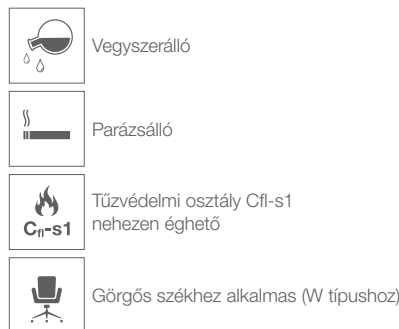 Vegyszerálló
Parázsálló
Tűzvédelmi osztály Cfl-s1
nehezen éghető
Cfl-s1
Görgős székhez alkalmas (W típushoz)